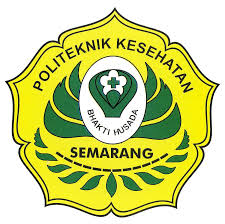 POLITEKNIK KESEHATAN
BHAKTI HUSADA
SEMARANG